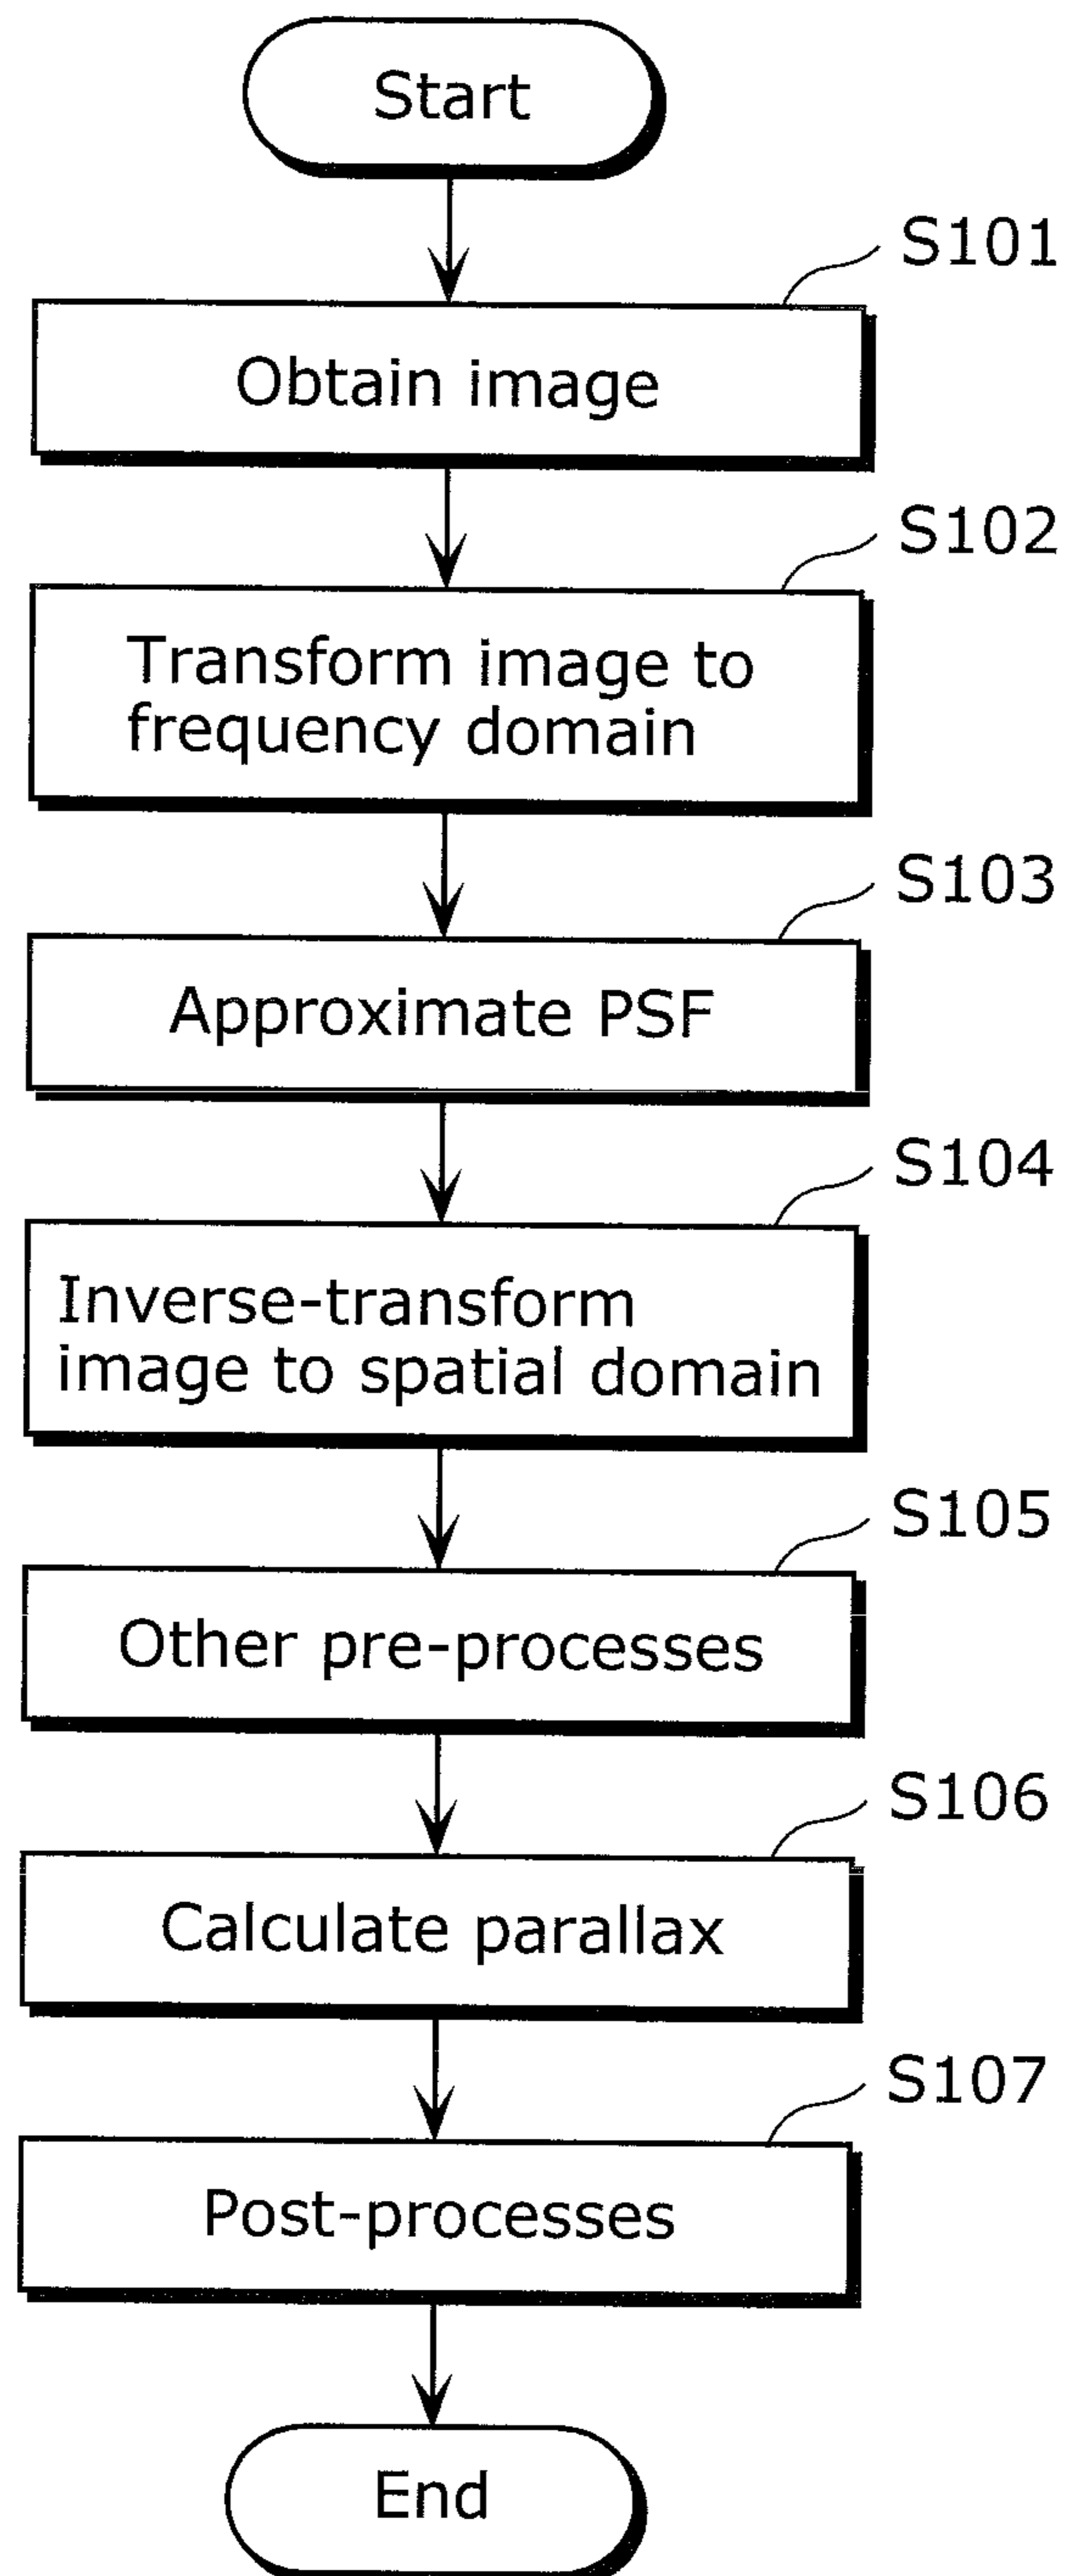 Start
S101
Obtain image
S102
Transform image to
frequency domain
S103
Approximate PSF
S104
Inverse-transform
image to spatial domain
S105
Other pre-processes
S106
Calculate parallax
S107
Post-processes
End